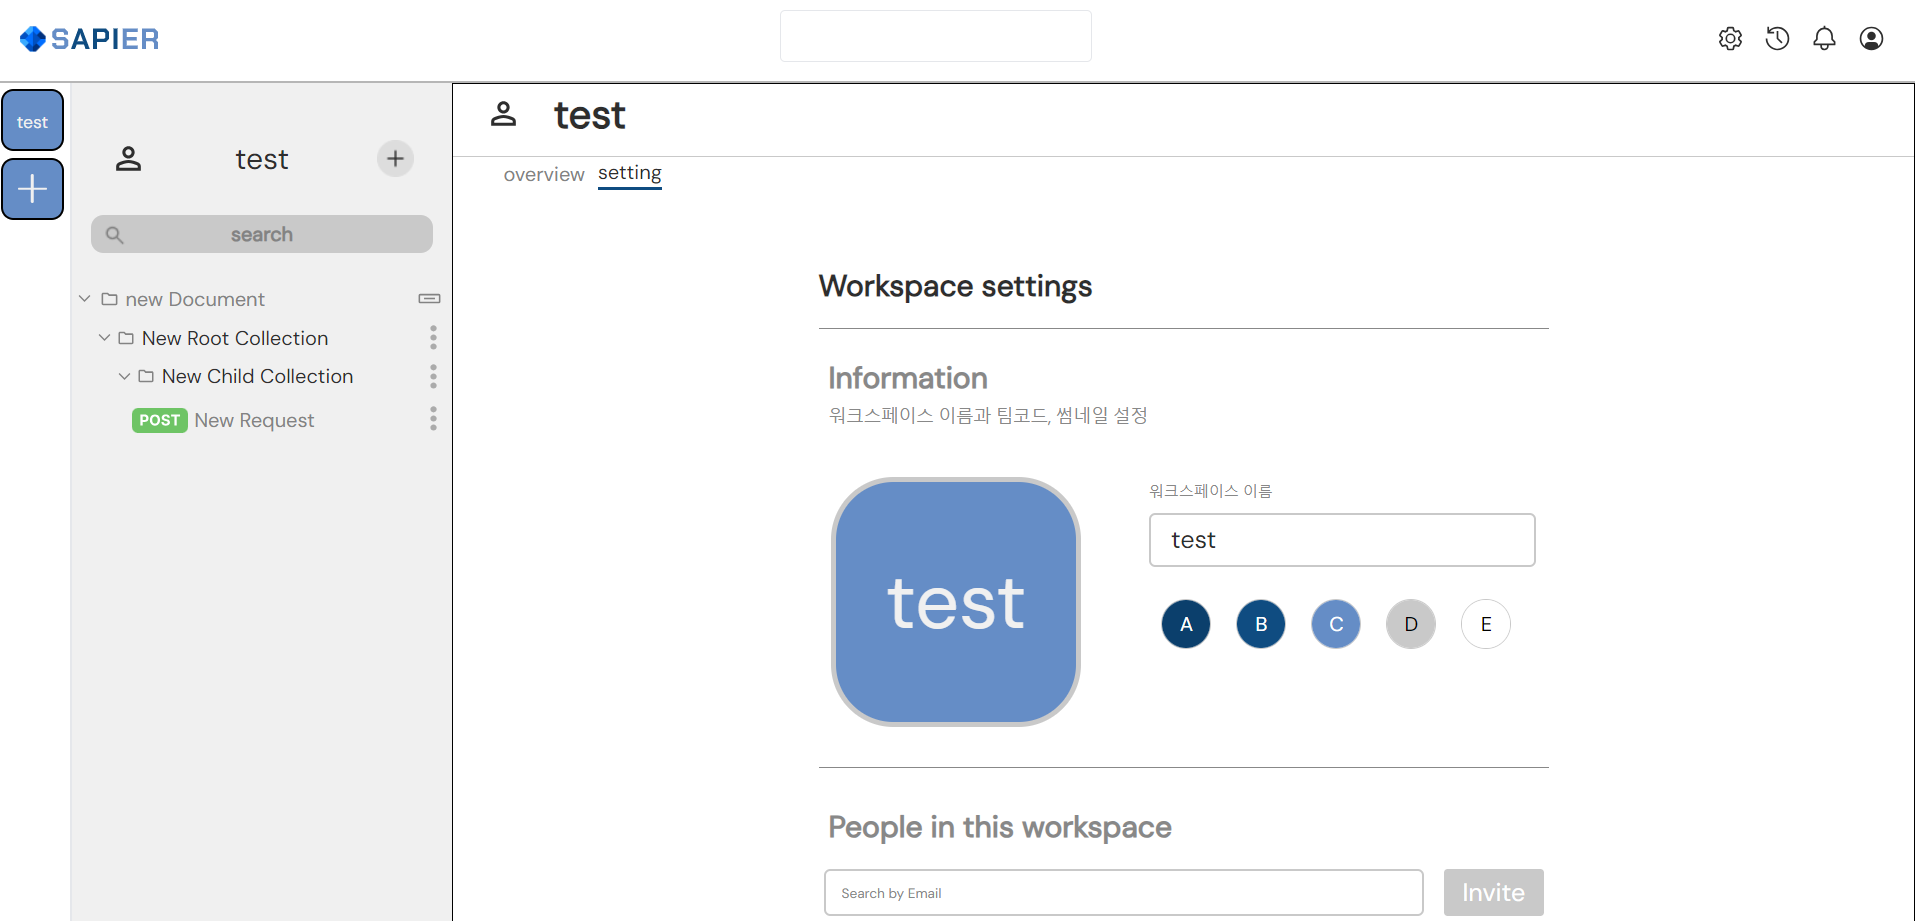 SAPIER
test
test
search
new Document
New Root Collection
New Child Collection
POST New Request
test
overview setting
Workspace settings
Information
워크스페이스 이름과 팀코드, 썸네일 설정
test
워크스페이스 이름
test
A B C D E
People in this workspace
Search by Email
Invite